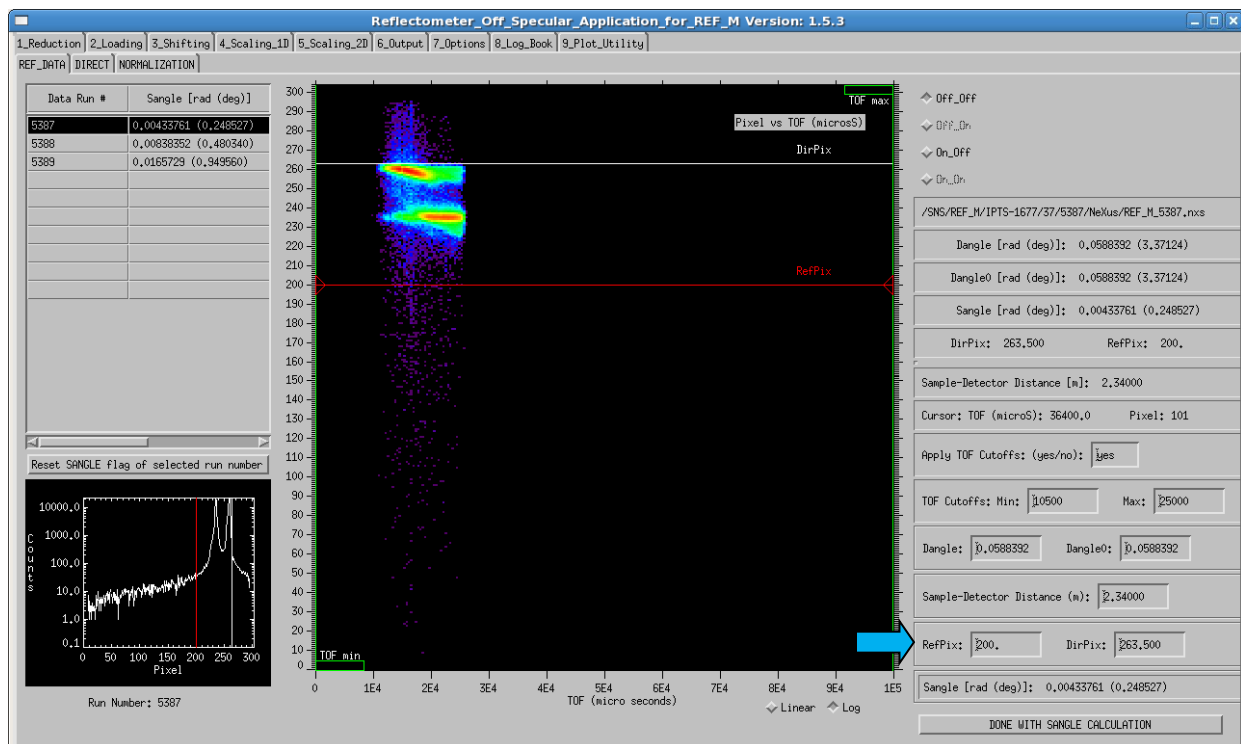 Reflectometer_Off_Specular_Application_for_REF_M Version: 1.5.3
1_Reduction 2_Loading 3_Shifting 4_Scaling_1D 5_Scaling_2D 6_Output 7_Options 8_Log_Book 9_Plot_Utility
REF_DATA DIRECT NORMALIZATION
Data Run # Sangle [rad (deg)]
5387 0.00433761 (0.248527)
5388 0.00838352 (0.480340)
5389 0.0165729 (0.949560)
Reset SANGLE flag of selected run number
10000.0
1000.0
100.0
10.0
1.0
0.1
Counts
0 50 100 150 200 250 300
Pixel
Run Number: 5387
300
290
280
270
260
250
240
230
220
210
200
190
180
170
160
150
140
130
120
110
100
90
80
70
60
50
40
30
20
10
0
TOF max
Pixel vs TOF (microS)
DirPix
RefPix
TOF min
0 1E4 2E4 3E4 4E4 5E4 6E4 7E4 8E4 9E4 1E5
TOF (micro seconds)
Linear Log
Off_Off
Off_On
On_Off
On_On
/SNS/REF_M/IPTS-1677/37/5387/NeXus/REF_M_5387.nxs
Dangle [rad (deg)]: 0.0588392 (3.37124)
Dangle0 [rad (deg)]: 0.0588392 (3.37124)
Sangle [rad (deg)]: 0.00433761 (0.248527)
DirPix: 263.500 RefPix: 200.
Sample-Detector Distance [m]: 2.34000
Cursor: TOF (microS): 36400.0 Pixel: 101
Apply TOF Cutoffs: (yes/no): yes
TOF Cutoffs: Min: 10500 Max: 25000
Dangle: 0.0588392 Dangle0: 0.0588392
Sample-Detector Distance (m): 2.34000
RefPix: 200. DirPix: 263.500
Sangle [rad (deg)]: 0.00433761 (0.248527)
DONE WITH SANGLE CALCULATION